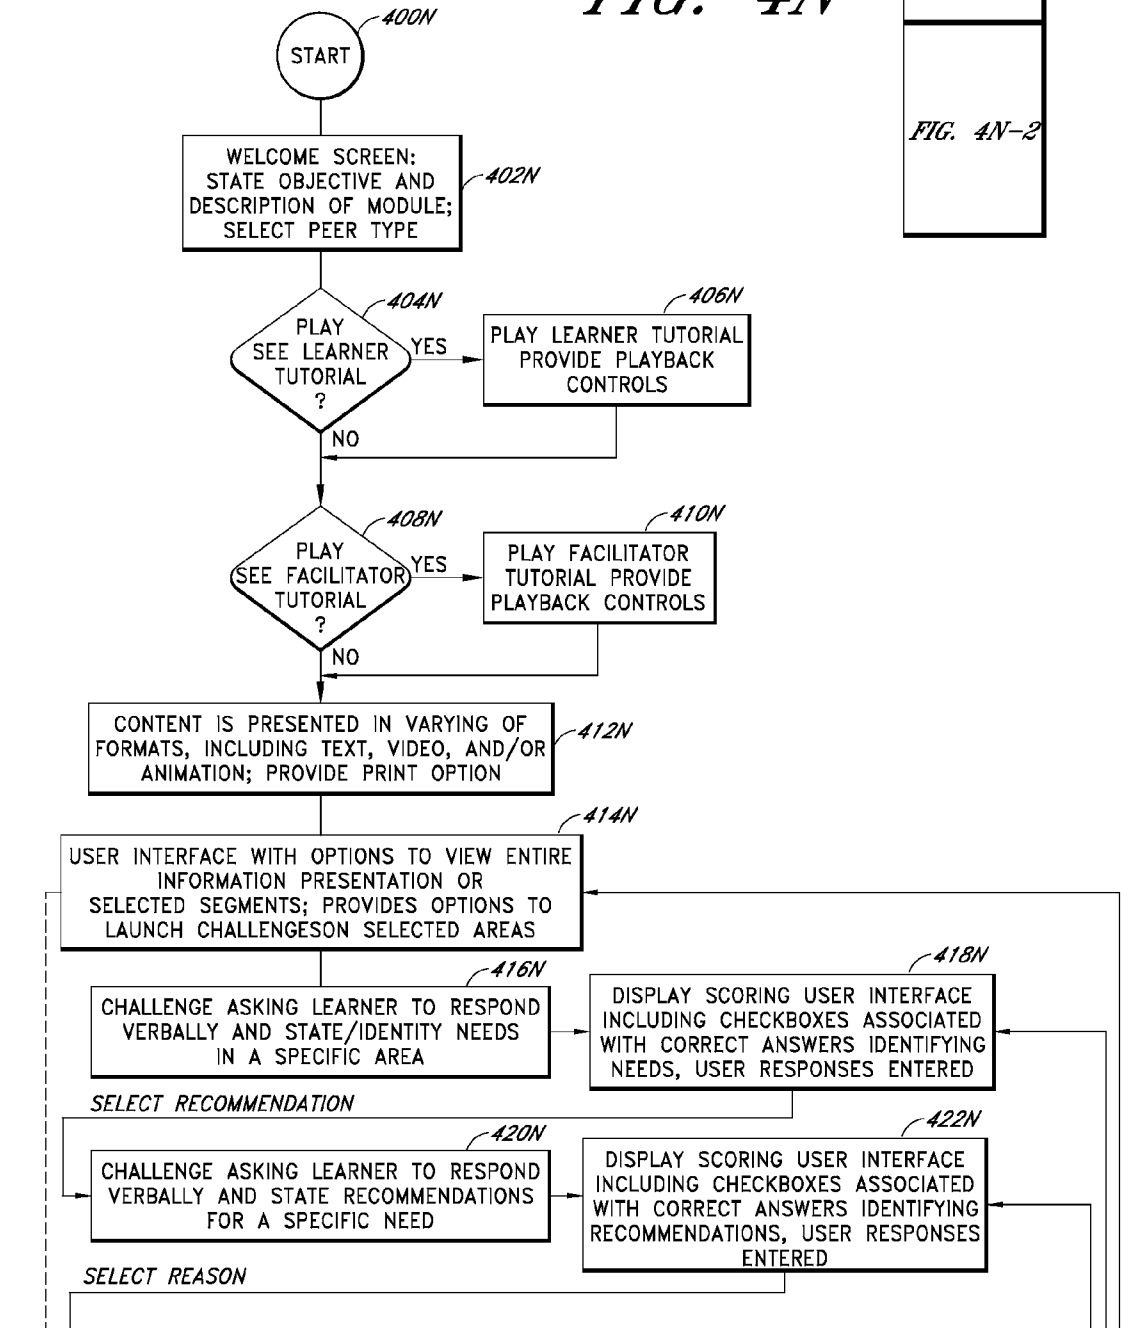 FIG. 4N
400N
START
FIG. 4N-2
WELCOME SCREEN:
STATE OBJECTIVE AND
DESCRIPTION OF MODULE;
SELECT PEER TYPE
402N
404N
PLAY
SEE LEARNER
TUTORIAL
?
YES
NO
406N
PLAY LEARNER TUTORIAL
PROVIDE PLAYBACK
CONTROLS
408N
PLAY
SEE FACILITATOR
TUTORIAL
?
YES
NO
410N
PLAY FACILITATOR
TUTORIAL PROVIDE
PLAYBACK CONTROLS
CONTENT IS PRESENTED IN VARYING OF
FORMATS, INCLUDING TEXT, VIDEO, AND/OR
ANIMATION; PROVIDE PRINT OPTION
412N
414N
USER INTERFACE WITH OPTIONS TO VIEW ENTIRE
INFORMATION PRESENTATION OR
SELECTED SEGMENTS; PROVIDES OPTIONS TO
LAUNCH CHALLENGESON SELECTED AREAS
416N
CHALLENGE ASKING LEARNER TO RESPOND
VERBALLY AND STATE/IDENTITY NEEDS
IN A SPECIFIC AREA
418N
DISPLAY SCORING USER INTERFACE
INCLUDING CHECKBOXES ASSOCIATED
WITH CORRECT ANSWERS IDENTIFYING
NEEDS, USER RESPONSES ENTERED
SELECT RECOMMENDATION
420N
CHALLENGE ASKING LEARNER TO RESPOND
VERBALLY AND STATE RECOMMENDATIONS
FOR A SPECIFIC NEED
422N
DISPLAY SCORING USER INTERFACE
INCLUDING CHECKBOXES ASSOCIATED
WITH CORRECT ANSWERS IDENTIFYING
RECOMMENDATIONS, USER RESPONSES
ENTERED
SELECT REASON